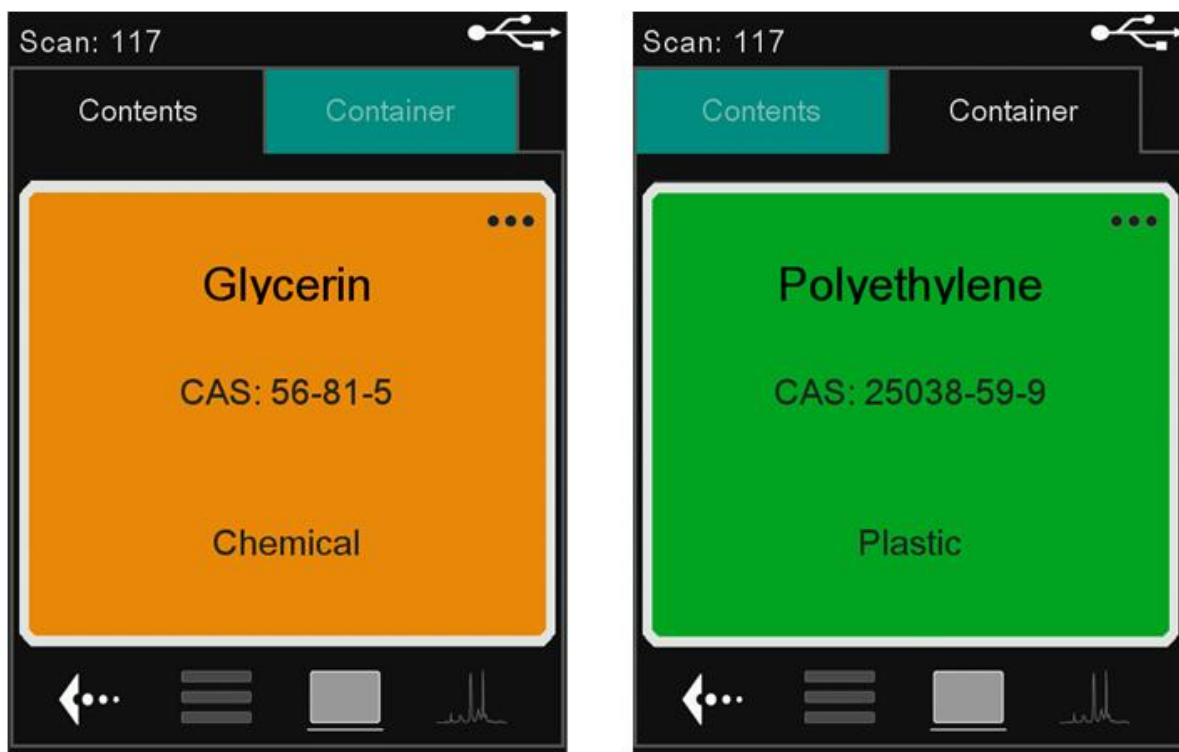 Scan: 117
Contents
Container
Glycerin
CAS: 56-81-5
Chemical
Scan: 117
Contents
Container
Polyethylene
CAS: 25038-59-9
Plastic